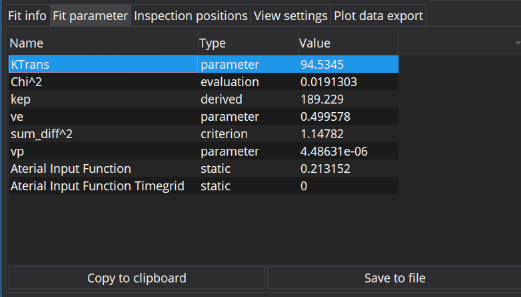 Fit info Fit parameter Inspection positions View settings Plot data export
Name Type Value
KTrans parameter 94.5345
Chi^2 evaluation 0.0191303
kep derived 189.229
ve parameter 0.499578
sum_diff^2 criterion 1.14782
vp parameter 4.48631e-06
Aterial Input Function static 0.213152
Aterial Input Function Timegrid static 0
Copy to clipboard Save to file